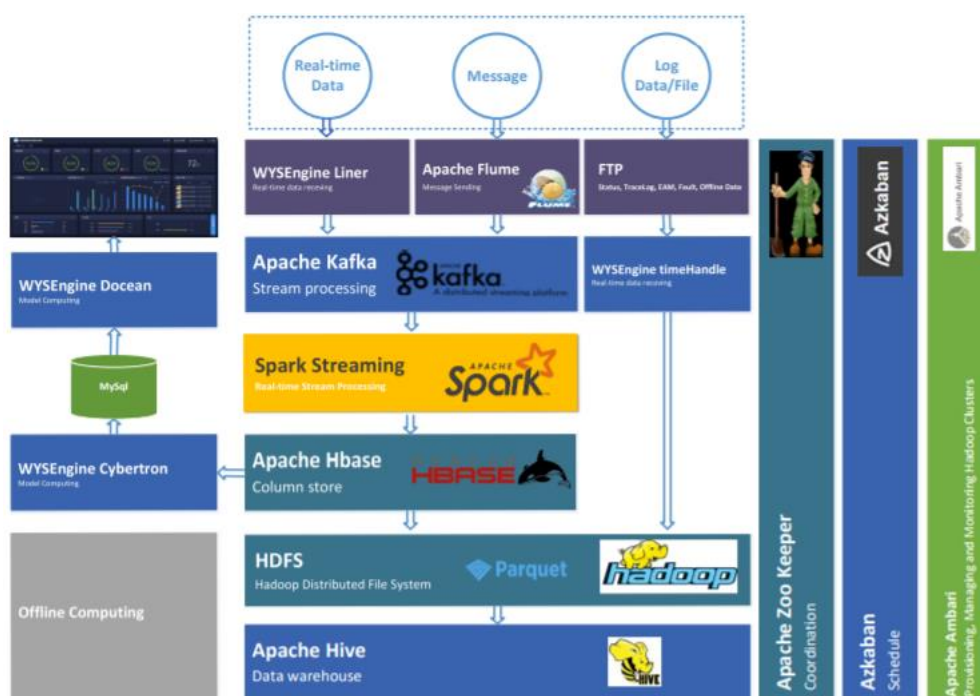 Real-time
Data
Message
Log
Data/File
WYSEngine Liner
Real-time data receiving
Apache Flume
Message Sending
FLUME
FTP
Status, TraceLog, EAM, Fault, Offline Data
72
WYSEngine Docean
Model Computing
Apache Kafka
Stream processing
kafka
A distributed streaming platform
WYSEngine timeHandle
Real-time data receiving
MySql
Spark Streaming
Real-time Stream Processing
APACHE
Spark
WYSEngine Cybertron
Model Computing
Apache Hbase
Column store
HBASE
Offline Computing
HDFS
Hadoop Distributed File System
Parquet
hadoop
Apache Hive
Data warehouse
HIVE
Apache Zoo Keeper
Coordination
Azkaban
Azkaban
Schedule
Apache Ambari
Apache Ambari
Provisioning, Managing and Monitoring Hadoop Clusters